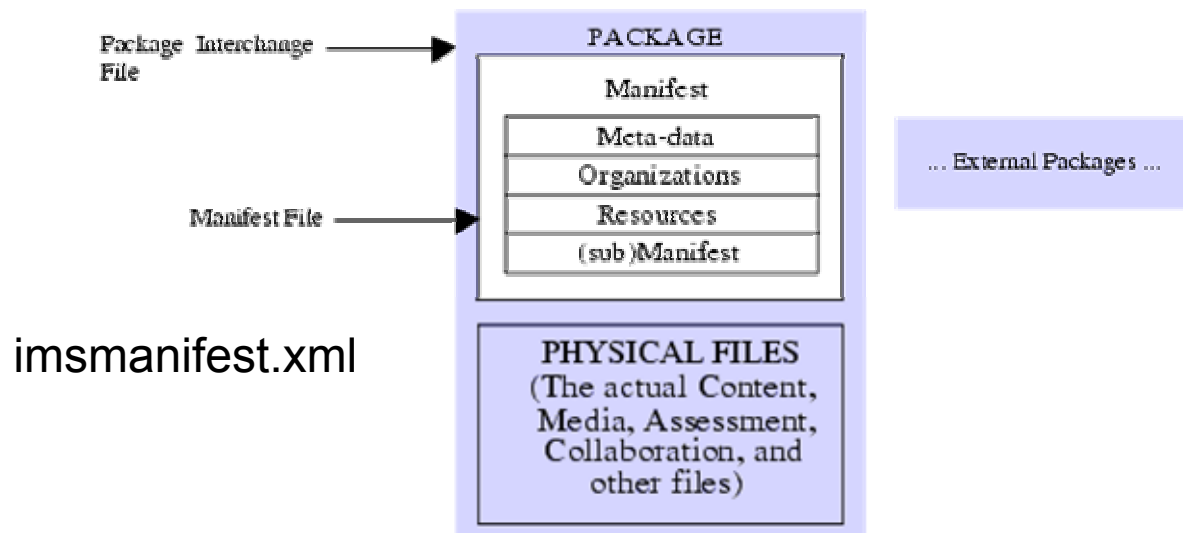 Package Interchange
File
PACKAGE
Manifest
Meta-data
Organizations
Resources
(sub)Manifest
Manifest File
... External Packages ...
imsmanifest.xml
PHYSICAL FILES
(The actual Content,
Media, Assessment,
Collaboration, and
other files)